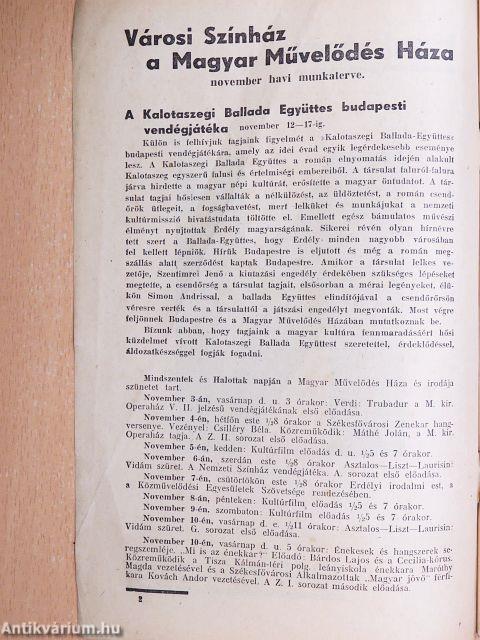 Városi Színház
a Magyar Művelődés Háza
november havi munkaterve.
A Kalotaszegi Ballada Együttes budapesti
vendégjátéka november 12—17-ig.
Külön is felhívjuk tagjaink figyelmét a »Kalotaszegi Ballada-Együttes«
budapesti vendégjátékára, amely az idei évad egyik legérdekesebb eseménye
lesz. A Kalotaszegi Ballada Együttes a román elnyomatás idején alakult
Kalotaszeg egyszerű falusi és értelmiségi embereiből. A társulat faluról-falura
járva hirdette a magyar népi kultúrát, erősítette a magyar öntudatot. A tár-
sulat tagjai hősiesen vállalták a nélkülözést, az üldöztetést, a román csend-
őrök ütlegeit, a fogságbavetést, mert lelküket és munkájukat a nemzeti
kultúrmisszió hivatástudata töltötte el. Emellett egész bámulatos művészi
élményt nyujtottak Erdély magyarságának. Sikerei révén olyan hírnévre
tett szert a Ballada-Együttes, hogy Erdély minden nagyobb városában
fel kellett lépniök. Hírük Budapestre is eljutott és még a román meg-
szállás alatt szerződést kaptak Budapestre. Amikor a társulat lelkes ve-
zetője, Szentimrei Jenő a kiutazási engedély érdekében szükséges lépéseket
megtette, a csendőrség a társulat tagjait, elsősorban a mérai legényeket, élü-
kön Simon Andrissal, a ballada Együttes elindítójával a csendőrőrsön
véresre verték és a társulattól a játszási engedélyt megvonták. Most végre
feljönnek Budapestre és a Magyar Művelődés Házában mutatkoznak be.
Bízunk abban, hogy tagjaink a magyar kultúra fennmaradásáért hősi
küzdelmet vívott Kalotaszegi Ballada Együttest szeretettel, érdeklődéssel,
áldozatkészséggel fogják fogadni.
Mindszentek és Halottak napján a Magyar Művelődés Háza és irodája
szünetet tart.
November 3-án, vasárnap d. u. 3 órakor: Verdi: Trubadur a M. kir.
Operaház V. II. jelzésű vendégjátékának első előadása.
November 4-én, hétfőn este ½8 órakor a Székesfővárosi Zenekar hang-
versenye. Vezényel: Csilléry Béla. Közreműködik: Máthé Jolán, a M. kir.
Operaház tagja. A Z. II. sorozat első előadása.
November 5-én, kedden: Kultúrfilm előadás d. u. ½5 és 7 órakor.
November 6-án, szerdán este ½8 órakor Asztalos—Liszt—Laurisin:
Vidám szüret. A Nemzeti Színház vendégjátéka. A. sorozat első előadás.
November 7-én, csütörtökön este ½8 órakor Erdélyi irodalmi est, a
a Közművelődési Egyesületek Szövetsége rendezésében.
November 8-án, pénteken: Kultúrfilm előadás ½5 és 7 órakor.
November 9-én, szombaton: Kultúrfilm előadás ½5 és 7 órakor.
November 10-én, vasárnap d. e. ½11 órakor: Asztalos—Liszt—Laurisin:
Vidám szüret. G. sorozat első előadás.
November 10-én, vasárnap d. u. 5 órakor: Énekesek és hangszerek se-
regszemléje. „Mi is az énekkar?" Előadó: Bárdos Lajos és a Cecilia-kórus.
Közreműködik a Tisza Kálmán-téri polg. leányiskola énekkara Maróthy
Magda vezetésével és a Székesfővárosi Alkalmazottak „Magyar jövő" férfi-
kara Kovách Andor vezetésével. A Z. I. sorozat második előadása.
2
Antikvárium.hu